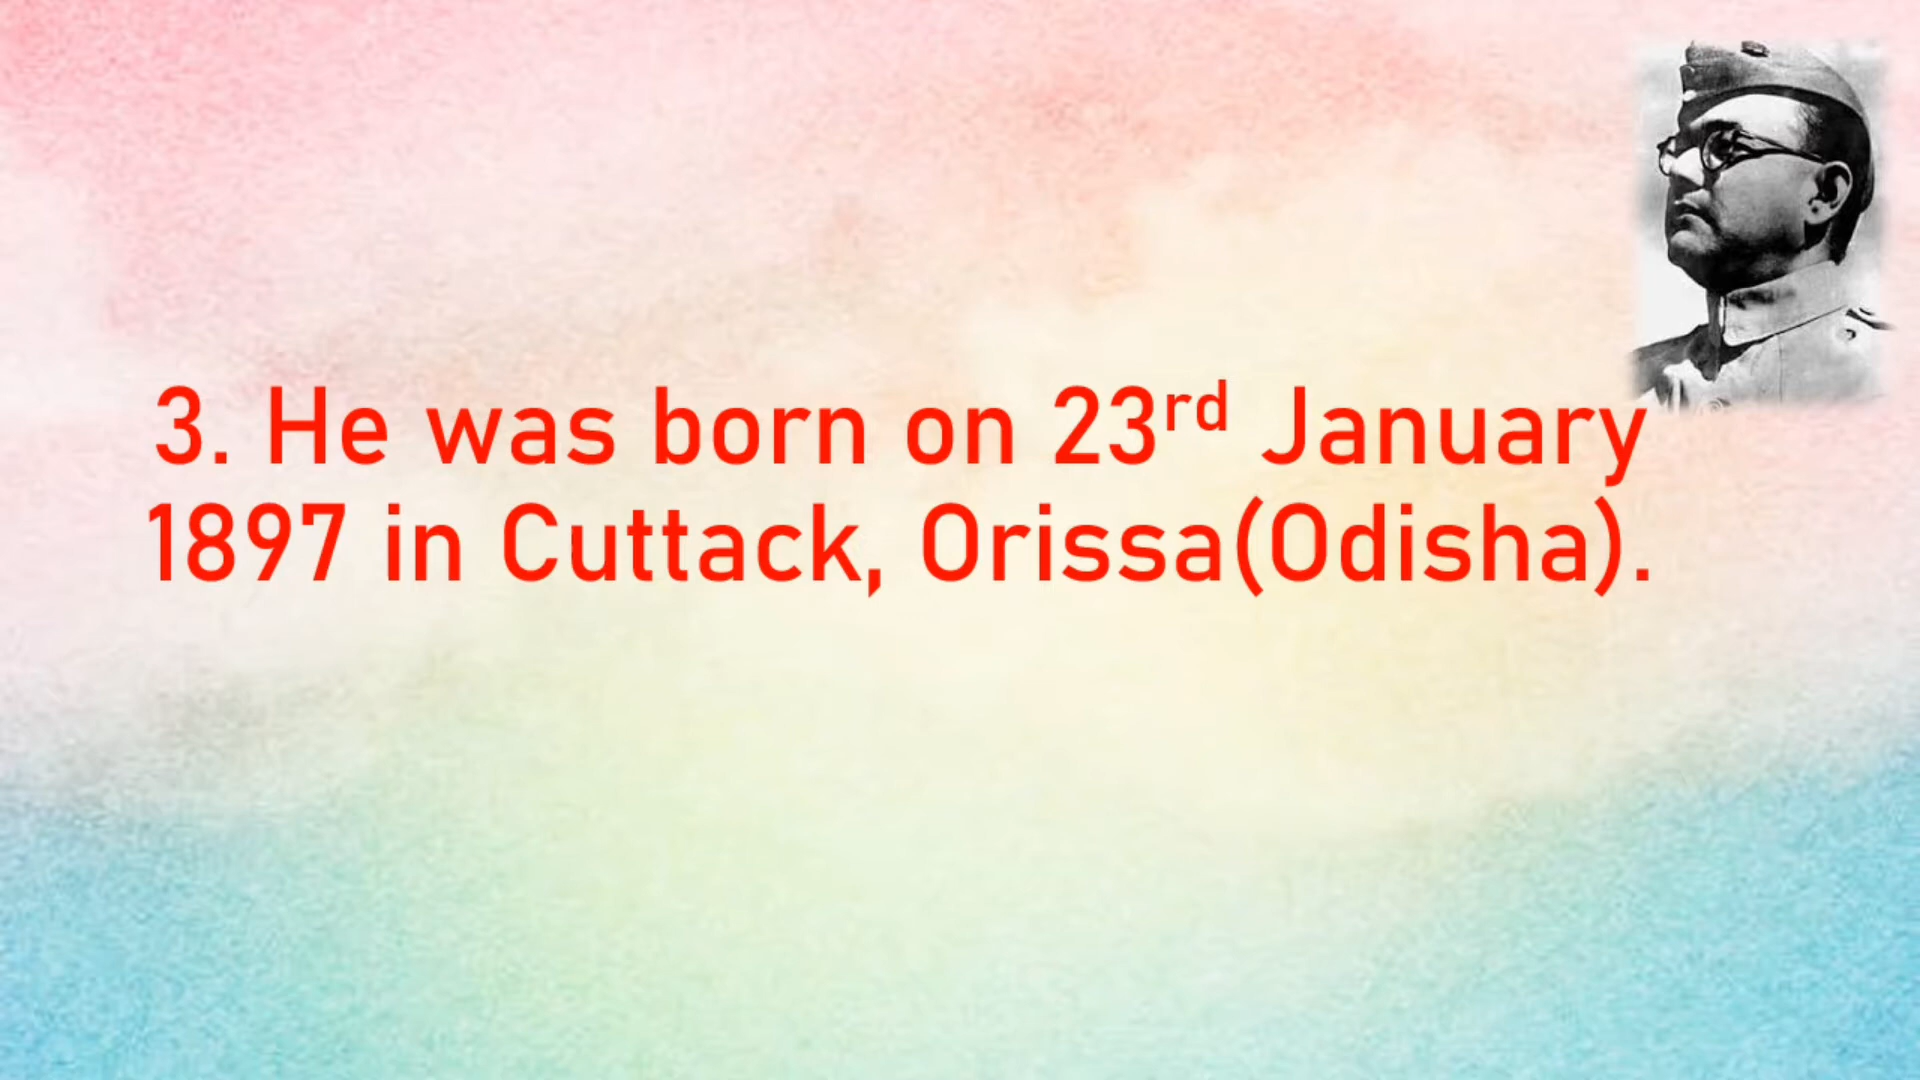 3. He was born on 23rd January
1897 in Cuttack, Orissa(Odisha).